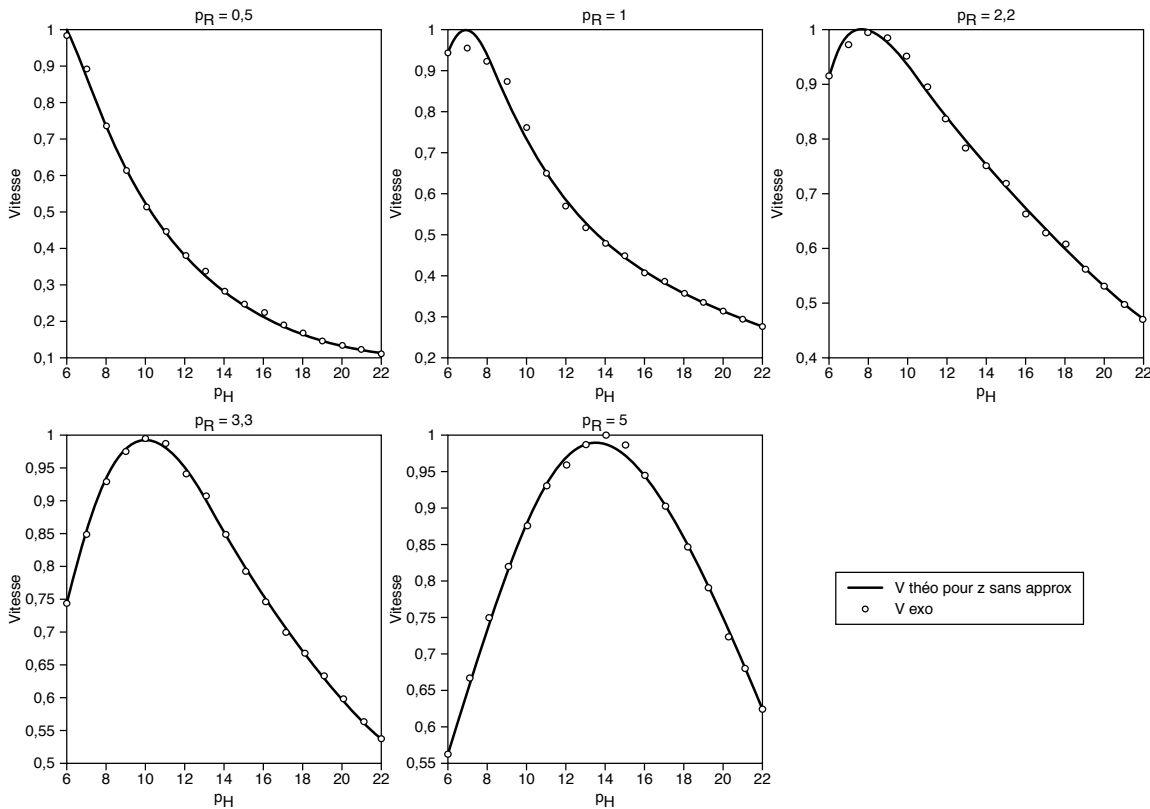 p_R = 0,5
Vitesse
1
0,9
0,8
0,7
0,6
0,5
0,4
0,3
0,2
0,1
6 8 10 12 14 16 18 20 22
p_H
p_R = 1
Vitesse
1
0,9
0,8
0,7
0,6
0,5
0,4
0,3
0,2
6 8 10 12 14 16 18 20 22
p_H
p_R = 2,2
Vitesse
1
0,9
0,8
0,7
0,6
0,5
0,4
6 8 10 12 14 16 18 20 22
p_H
p_R = 3,3
Vitesse
1
0,95
0,9
0,85
0,8
0,75
0,7
0,65
0,6
0,55
0,5
6 8 10 12 14 16 18 20 22
p_H
p_R = 5
Vitesse
1
0,95
0,9
0,85
0,8
0,75
0,7
0,65
0,6
0,55
6 8 10 12 14 16 18 20 22
p_H
V théo pour z sans approx
V exo